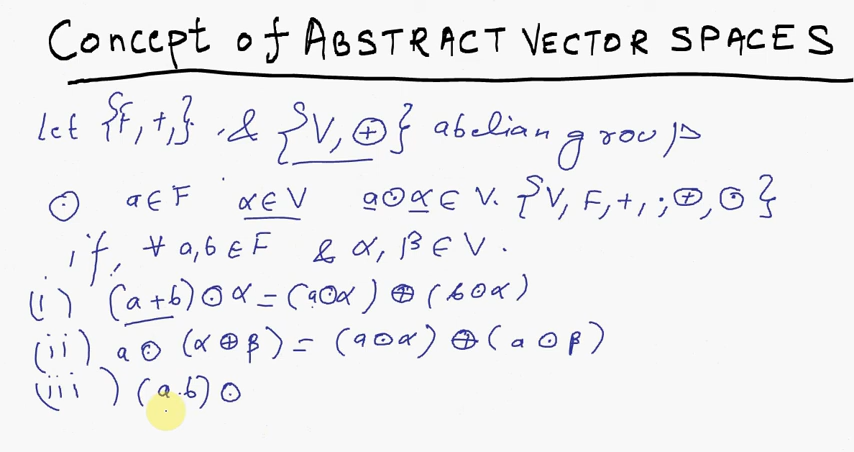 Concept of ABSTRACT VECTOR SPACES
let {F, +, } . & {V, ⊕} abelian groups
⊙ a ∈ F α ∈ V a⊙α ∈ V. {V, F, +, ; ⊕, ⊙}
if, ∀ a,b ∈ F & α, β ∈ V .
(i) (a+b) ⊙ α = (a⊙α) ⊕ (b⊙α)
(ii) a ⊙ (α ⊕ β) = (a⊙α) ⊕ (a ⊙ β)
(iii) (a.b) ⊙